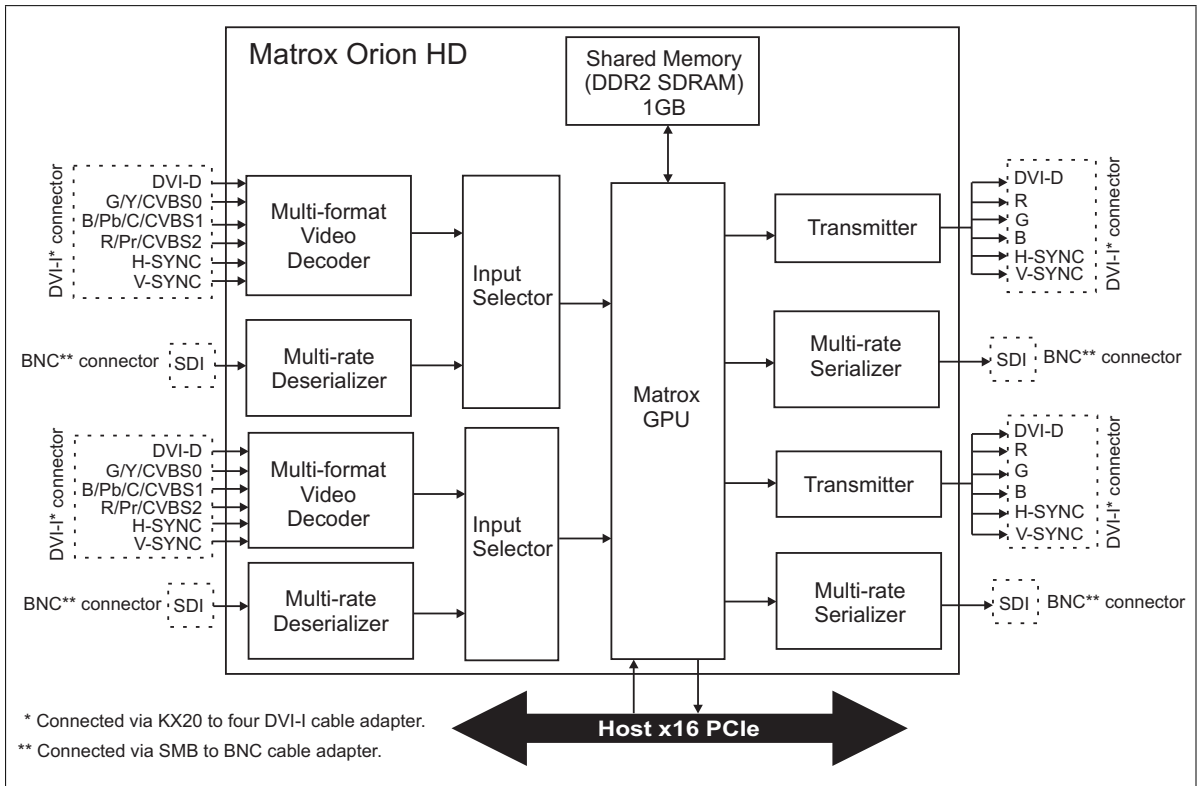 Matrox Orion HD
Shared Memory
(DDR2 SDRAM)
1GB
DVI-I* connector
DVI-D
G/Y/CVBS0
B/Pb/C/CVBS1
R/Pr/CVBS2
H-SYNC
V-SYNC
Multi-format
Video
Decoder
BNC** connector
SDI
Multi-rate
Deserializer
Input
Selector
DVI-I* connector
DVI-D
G/Y/CVBS0
B/Pb/C/CVBS1
R/Pr/CVBS2
H-SYNC
V-SYNC
Multi-format
Video
Decoder
BNC** connector
SDI
Multi-rate
Deserializer
Input
Selector
Matrox
GPU
Transmitter
DVI-D
R
G
B
H-SYNC
V-SYNC
DVI-I* connector
Multi-rate
Serializer
SDI
BNC** connector
Transmitter
DVI-D
R
G
B
H-SYNC
V-SYNC
DVI-I* connector
Multi-rate
Serializer
SDI
BNC** connector
Host x16 PCIe
* Connected via KX20 to four DVI-I cable adapter.
** Connected via SMB to BNC cable adapter.